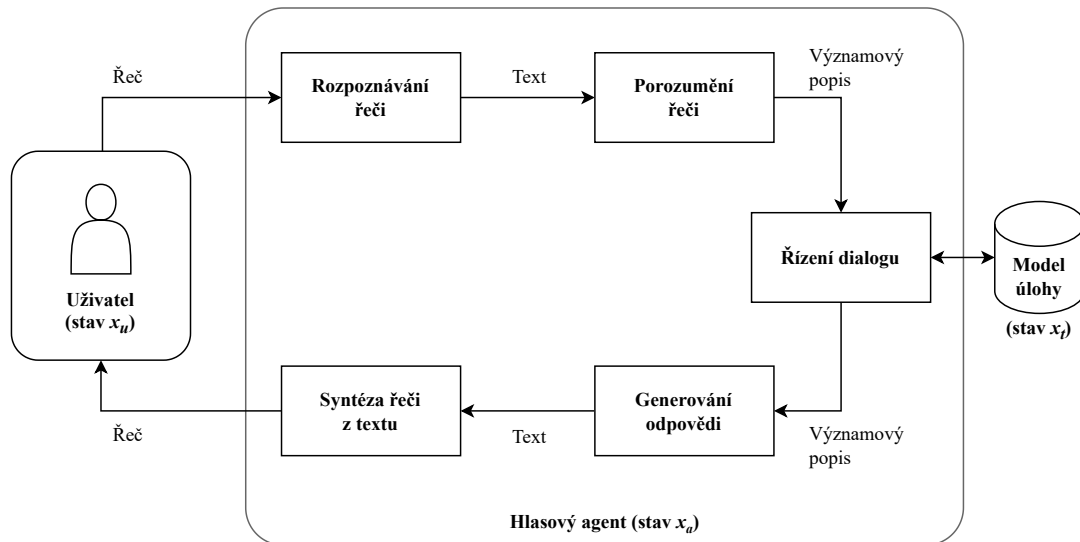 Řeč
Rozpoznávání
řeči
Text
Porozumění
řeči
Významový
popis
Řízení dialogu
Model
úlohy
(stav xₜ)
Uživatel
(stav xᵤ)
Syntéza řeči
z textu
Generování
odpovědi
Řeč
Text
Významový
popis
Hlasový agent (stav xₐ)